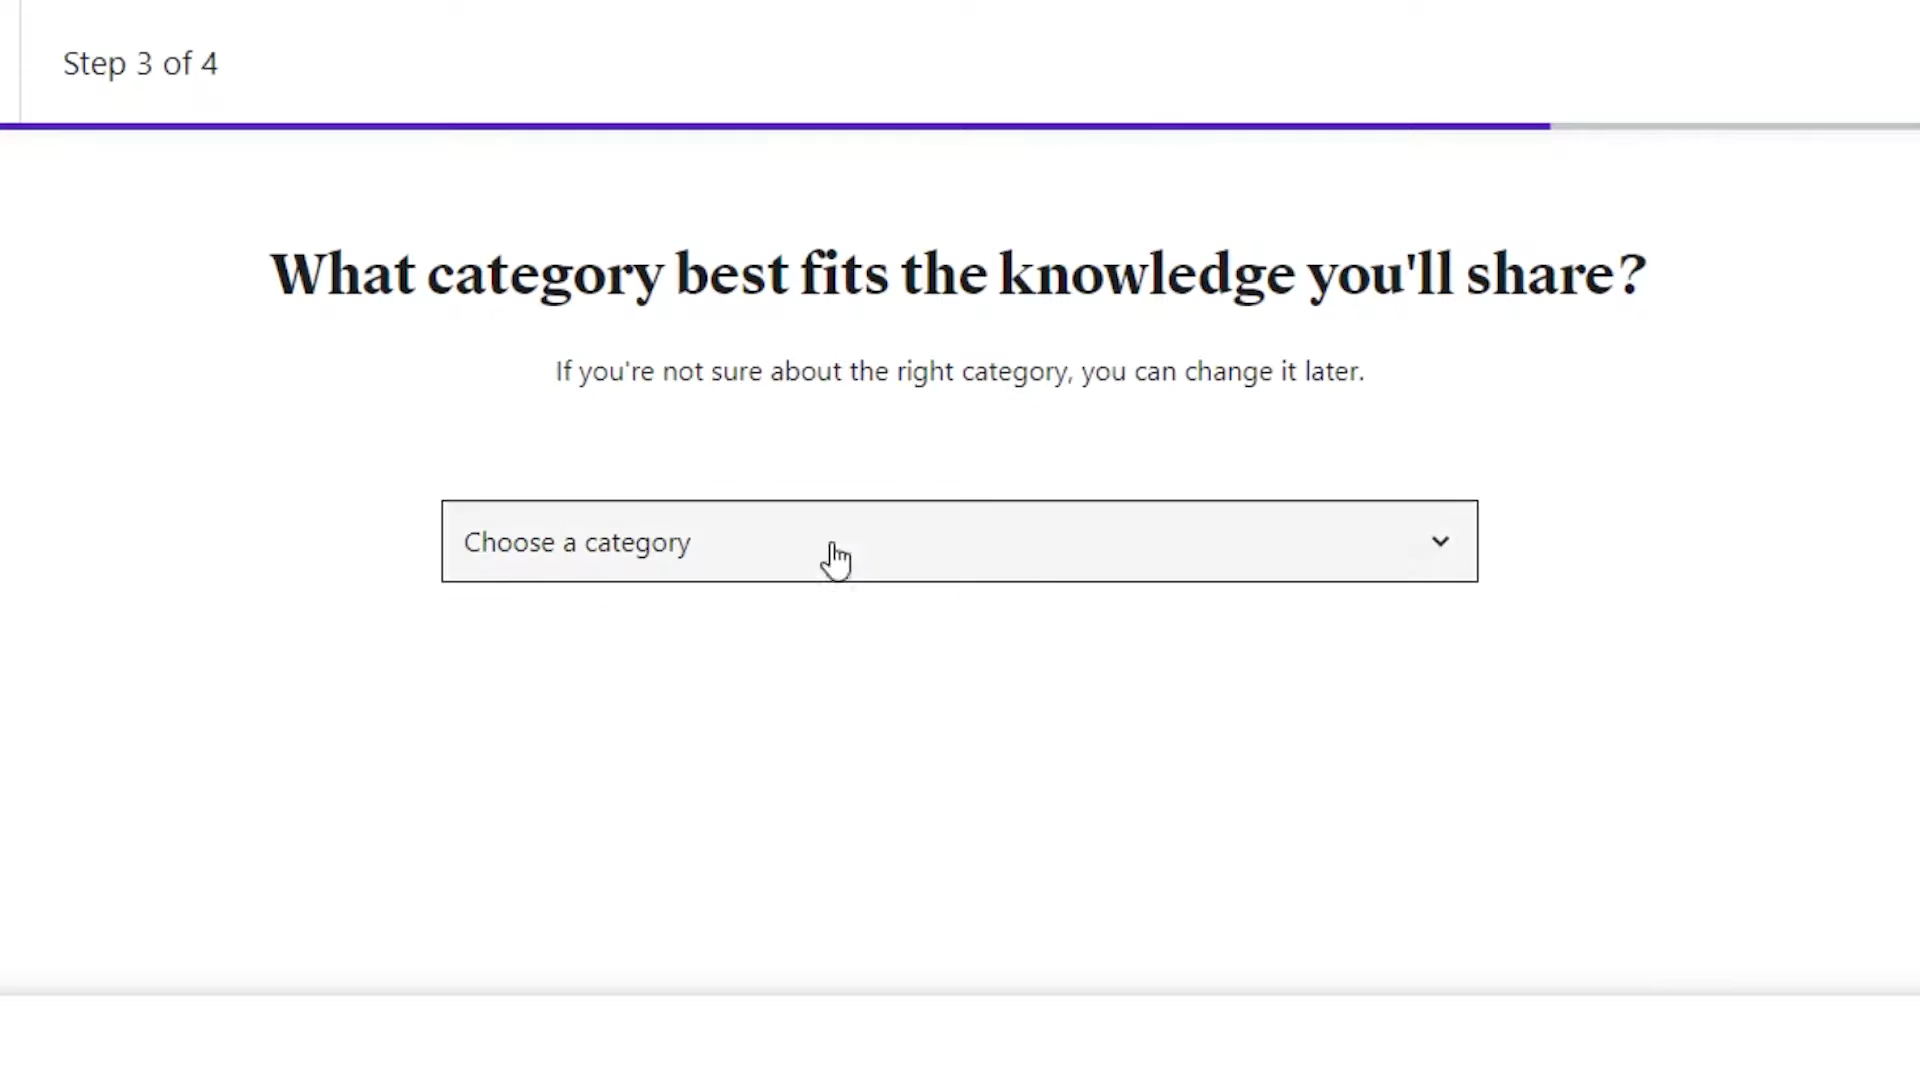 Step 3 of 4
What category best fits the knowledge you'll share?
If you're not sure about the right category, you can change it later.
Choose a category